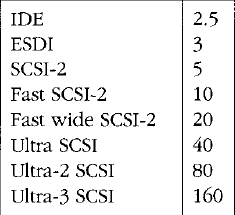 IDE 2.5
ESDI 3
SCSI-2 5
Fast SCSI-2 10
Fast wide SCSI-2 20
Ultra SCSI 40
Ultra-2 SCSI 80
Ultra-3 SCSI 160